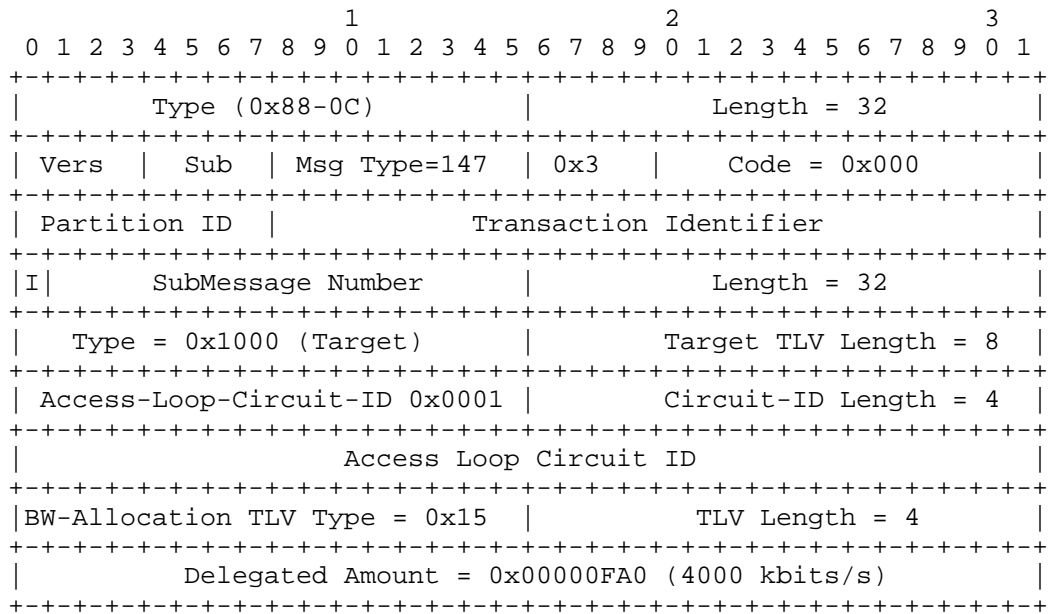 1                   2                   3
 0 1 2 3 4 5 6 7 8 9 0 1 2 3 4 5 6 7 8 9 0 1 2 3 4 5 6 7 8 9 0 1
+-+-+-+-+-+-+-+-+-+-+-+-+-+-+-+-+-+-+-+-+-+-+-+-+-+-+-+-+-+-+-+-+
|        Type (0x88-0C)          |           Length = 32         |
+-+-+-+-+-+-+-+-+-+-+-+-+-+-+-+-+-+-+-+-+-+-+-+-+-+-+-+-+-+-+-+-+
| Vers  |  Sub  | Msg Type=147  | 0x3   |    Code = 0x000       |
+-+-+-+-+-+-+-+-+-+-+-+-+-+-+-+-+-+-+-+-+-+-+-+-+-+-+-+-+-+-+-+-+
| Partition ID  |            Transaction Identifier             |
+-+-+-+-+-+-+-+-+-+-+-+-+-+-+-+-+-+-+-+-+-+-+-+-+-+-+-+-+-+-+-+-+
|I|      SubMessage Number      |           Length = 32         |
+-+-+-+-+-+-+-+-+-+-+-+-+-+-+-+-+-+-+-+-+-+-+-+-+-+-+-+-+-+-+-+-+
|   Type = 0x1000 (Target)      |        Target TLV Length = 8  |
+-+-+-+-+-+-+-+-+-+-+-+-+-+-+-+-+-+-+-+-+-+-+-+-+-+-+-+-+-+-+-+-+
| Access-Loop-Circuit-ID 0x0001 |        Circuit-ID Length = 4  |
+-+-+-+-+-+-+-+-+-+-+-+-+-+-+-+-+-+-+-+-+-+-+-+-+-+-+-+-+-+-+-+-+
|                    Access Loop Circuit ID                     |
+-+-+-+-+-+-+-+-+-+-+-+-+-+-+-+-+-+-+-+-+-+-+-+-+-+-+-+-+-+-+-+-+
|BW-Allocation TLV Type = 0x15  |          TLV Length = 4       |
+-+-+-+-+-+-+-+-+-+-+-+-+-+-+-+-+-+-+-+-+-+-+-+-+-+-+-+-+-+-+-+-+
|          Delegated Amount = 0x00000FA0 (4000 kbits/s)         |
+-+-+-+-+-+-+-+-+-+-+-+-+-+-+-+-+-+-+-+-+-+-+-+-+-+-+-+-+-+-+-+-+